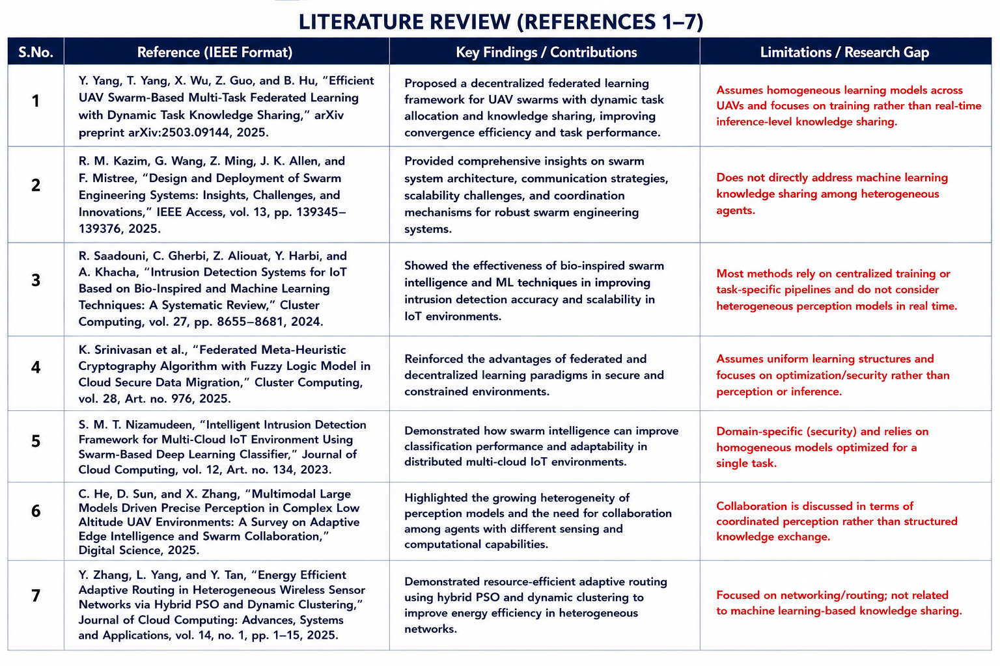 LITERATURE REVIEW (REFERENCES 1–7)
S.No.
Reference (IEEE Format)
Key Findings / Contributions
Limitations / Research Gap
1
Y. Yang, T. Yang, X. Wu, Z. Guo, and B. Hu, “Efficient
UAV Swarm-Based Multi-Task Federated Learning
with Dynamic Task Knowledge Sharing,” arXiv
preprint arXiv:2503.09144, 2025.
Proposed a decentralized federated learning
framework for UAV swarms with dynamic task
allocation and knowledge sharing, improving
convergence efficiency and task performance.
Assumes homogeneous learning models across
UAVs and focuses on training rather than real-time
inference-level knowledge sharing.
2
R. M. Kazim, G. Wang, Z. Ming, J. K. Allen, and
F. Mistree, “Design and Deployment of Swarm
Engineering Systems: Insights, Challenges, and
Innovations,” IEEE Access, vol. 13, pp. 139345–
139376, 2025.
Provided comprehensive insights on swarm
system architecture, communication strategies,
scalability challenges, and coordination
mechanisms for robust swarm engineering
systems.
Does not directly address machine learning
knowledge sharing among heterogeneous
agents.
3
R. Saadouni, C. Gherbi, Z. Aliouat, Y. Harbi, and
A. Khacha, “Intrusion Detection Systems for IoT
Based on Bio-Inspired and Machine Learning
Techniques: A Systematic Review,” Cluster
Computing, vol. 27, pp. 8655–8681, 2024.
Showed the effectiveness of bio-inspired swarm
intelligence and ML techniques in improving
intrusion detection accuracy and scalability in
IoT environments.
Most methods rely on centralized training or
task-specific pipelines and do not consider
heterogeneous perception models in real time.
4
K. Srinivasan et al., “Federated Meta-Heuristic
Cryptography Algorithm with Fuzzy Logic Model in
Cloud Secure Data Migration,” Cluster Computing,
vol. 28, Art. no. 976, 2025.
Reinforced the advantages of federated and
decentralized learning paradigms in secure and
constrained environments.
Assumes uniform learning structures and
focuses on optimization/security rather than
perception or inference.
5
S. M. T. Nizamudeen, “Intelligent Intrusion Detection
Framework for Multi-Cloud IoT Environment Using
Swarm-Based Deep Learning Classifier,” Journal of
Cloud Computing, vol. 12, Art. no. 134, 2023.
Demonstrated how swarm intelligence can improve
classification performance and adaptability in
distributed multi-cloud IoT environments.
Domain-specific (security) and relies on
homogeneous models optimized for a
single task.
6
C. He, D. Sun, and X. Zhang, “Multimodal Large
Models Driven Precise Perception in Complex Low
Altitude UAV Environments: A Survey on Adaptive
Edge Intelligence and Swarm Collaboration,”
Digital Science, 2025.
Highlighted the growing heterogeneity of
perception models and the need for collaboration
among agents with different sensing and
computational capabilities.
Collaboration is discussed in terms of
coordinated perception rather than structured
knowledge exchange.
7
Y. Zhang, L. Yang, and Y. Tan, “Energy Efficient
Adaptive Routing in Heterogeneous Wireless Sensor
Networks via Hybrid PSO and Dynamic Clustering,”
Journal of Cloud Computing: Advances, Systems
and Applications, vol. 14, no. 1, pp. 1–15, 2025.
Demonstrated resource-efficient adaptive routing
using hybrid PSO and dynamic clustering to
improve energy efficiency in heterogeneous
networks.
Focused on networking/routing; not related
to machine learning-based knowledge sharing.